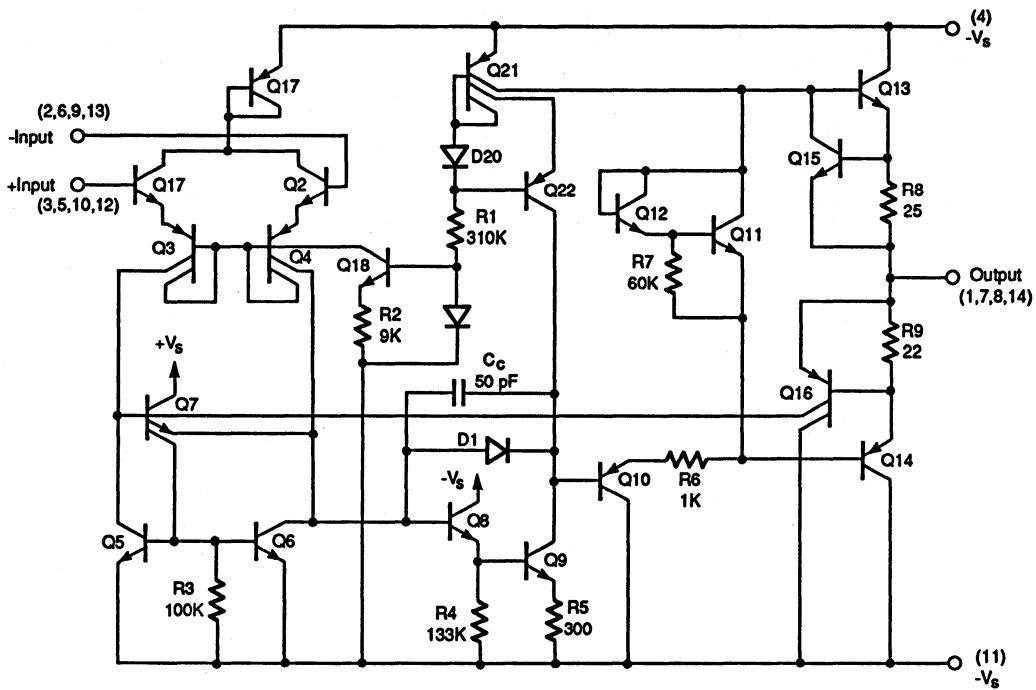 (4)
-Vs
Q17
Q21
Q13
(2,6,9,13)
-Input
D20
Q15
Q17
Q2
+Input
(3,5,10,12)
Q22
R8
25
R1
310K
Q12
Q11
Q3
Q4
Q18
R7
60K
Output
(1,7,8,14)
R2
9K
R9
22
+Vs
Cc
50 pF
Q16
Q7
D1
Q14
-Vs
Q10
R6
1K
Q8
Q5
Q6
Q9
R3
100K
R4
133K
R5
300
(11)
-Vs